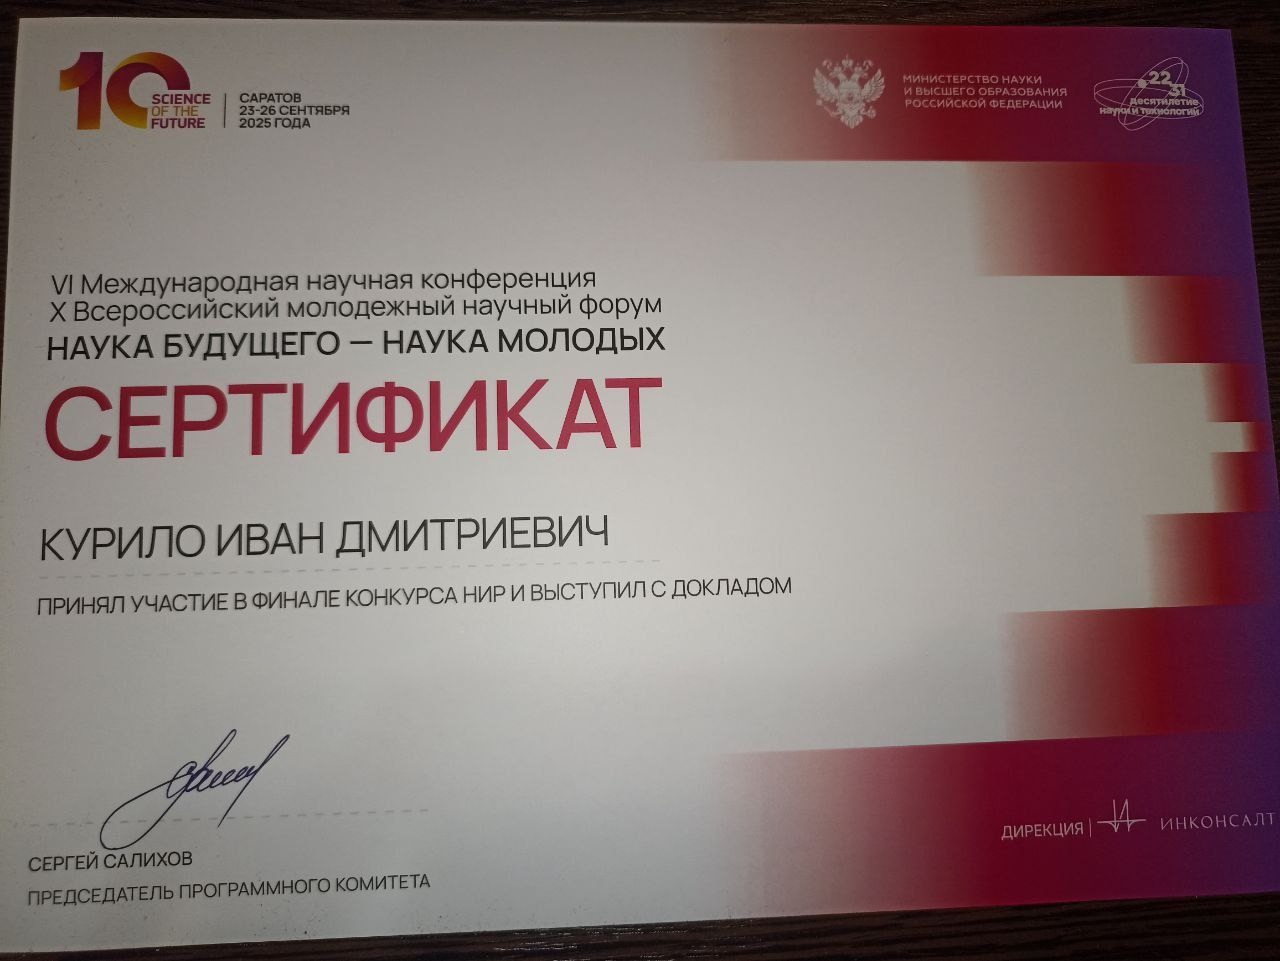 10 SCIENCE
OF THE
FUTURE
САРАТОВ
23-26 СЕНТЯБРЯ
2025 ГОДА
МИНИСТЕРСТВО НАУКИ
И ВЫСШЕГО ОБРАЗОВАНИЯ
РОССИЙСКОЙ ФЕДЕРАЦИИ
22
31
десятилетие
науки и технологий
VI Международная научная конференция
X Всероссийский молодежный научный форум
НАУКА БУДУЩЕГО — НАУКА МОЛОДЫХ
СЕРТИФИКАТ
КУРИЛО ИВАН ДМИТРИЕВИЧ
ПРИНЯЛ УЧАСТИЕ В ФИНАЛЕ КОНКУРСА НИР И ВЫСТУПИЛ С ДОКЛАДОМ
СЕРГЕЙ САЛИХОВ
ПРЕДСЕДАТЕЛЬ ПРОГРАММНОГО КОМИТЕТА
ДИРЕКЦИЯ | ИНКОНСАЛТ